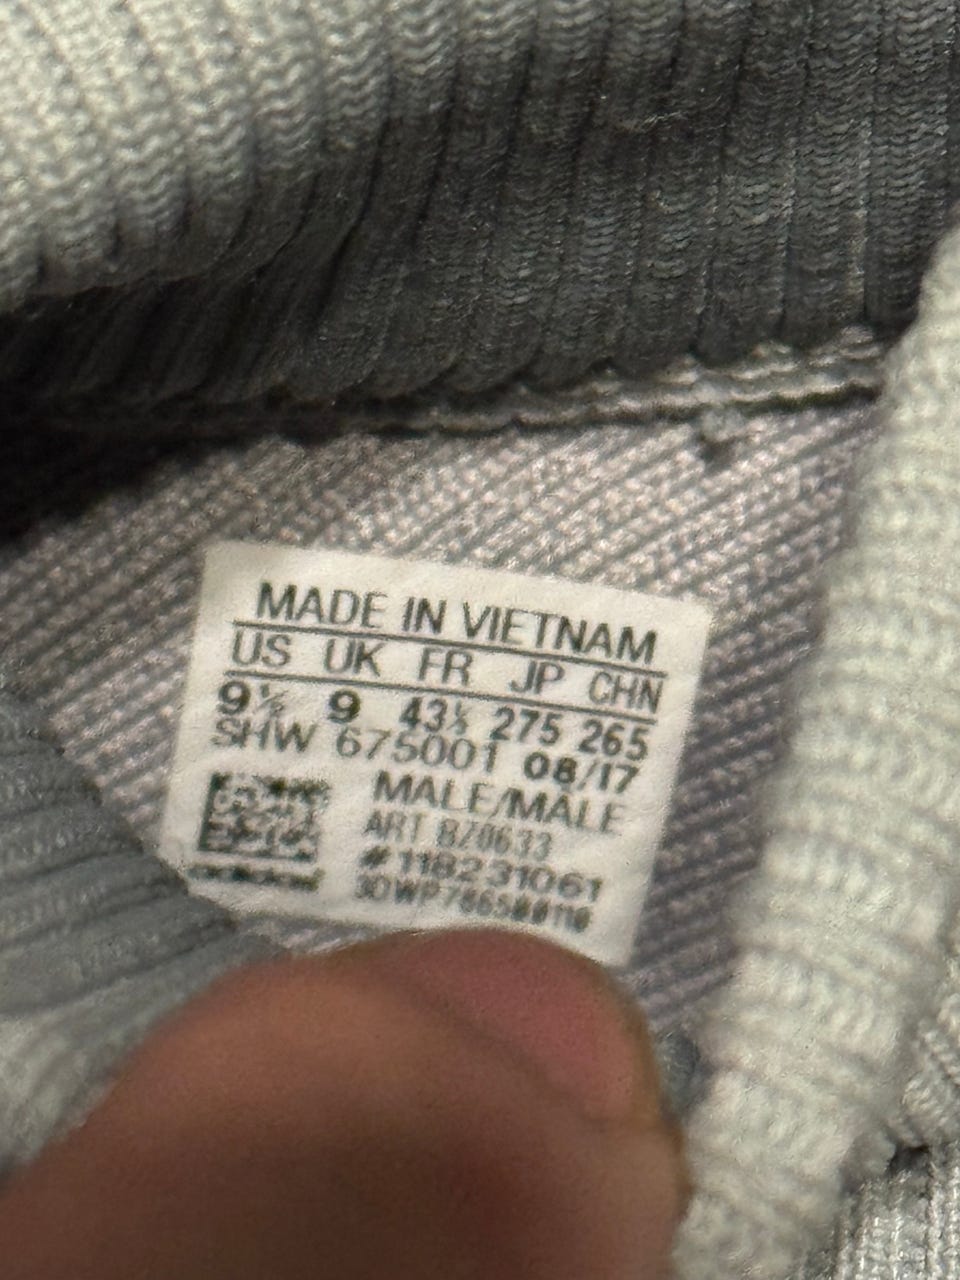 MADE IN VIETNAM
US UK FR JP CHN
9½ 9 43⅓ 275 265
SHW 675001 08/17
MALE/MALE
ART BZ0633
#118231061
adidas